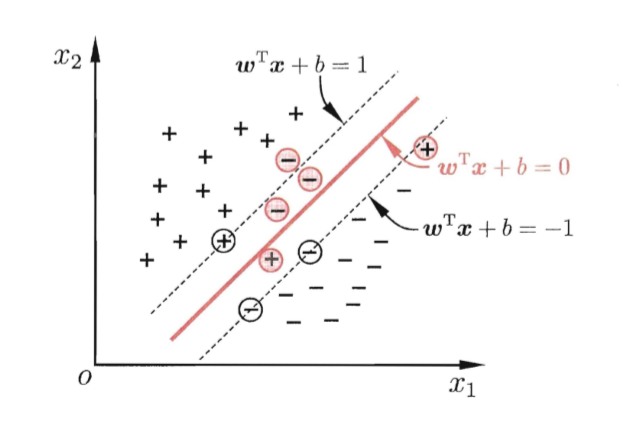 x₂
𝒘ᵀ𝒙 + b = 1
𝒘ᵀ𝒙 + b = 0
𝒘ᵀ𝒙 + b = −1
O
x₁